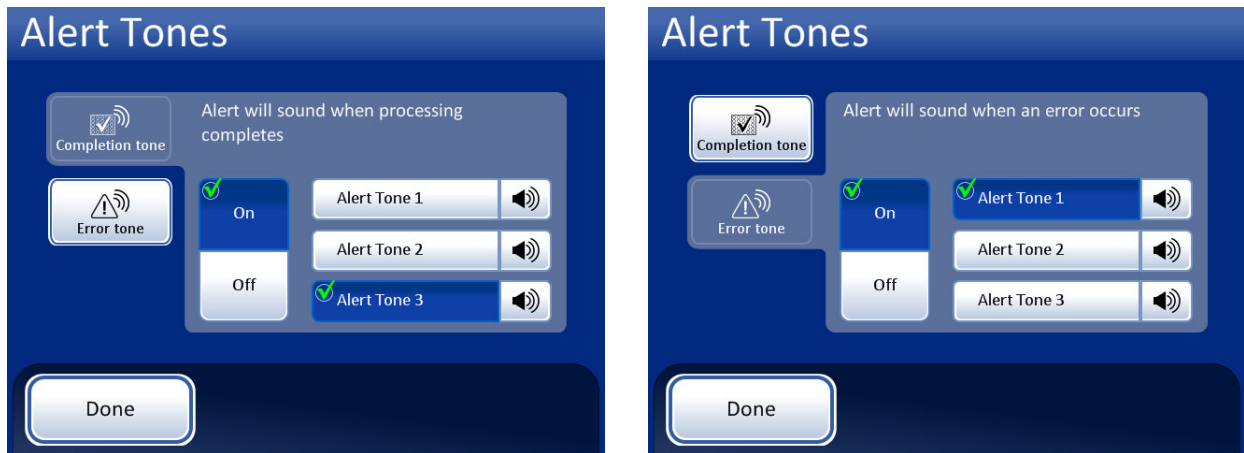 Alert Tones
Completion tone
Alert will sound when processing
completes
Error tone
On
Off
Alert Tone 1
Alert Tone 2
Alert Tone 3
Done
Alert Tones
Completion tone
Alert will sound when an error occurs
Error tone
On
Off
Alert Tone 1
Alert Tone 2
Alert Tone 3
Done